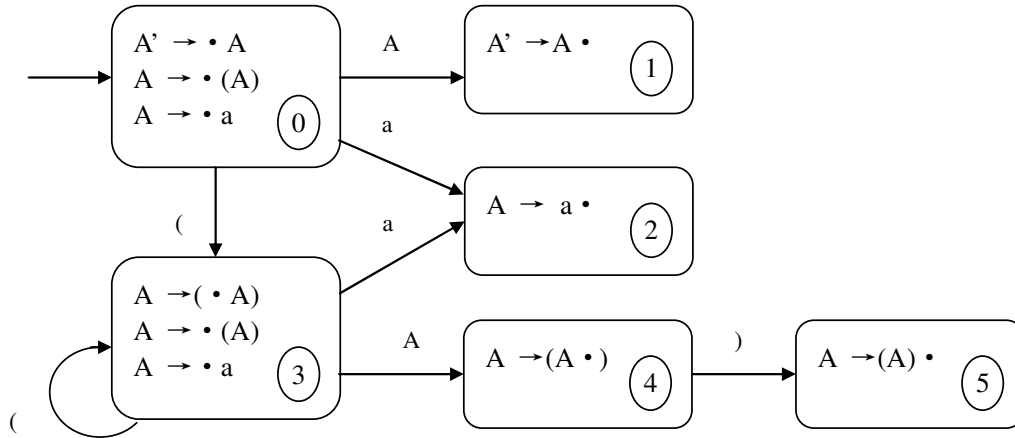 A’ → • A
A → • (A)
A → • a
0
A
A’ → A •
1
a
A → a •
2
(
a
A → ( • A)
A → • (A)
A → • a
3
(
A
A → (A • )
4
)
A → (A) •
5